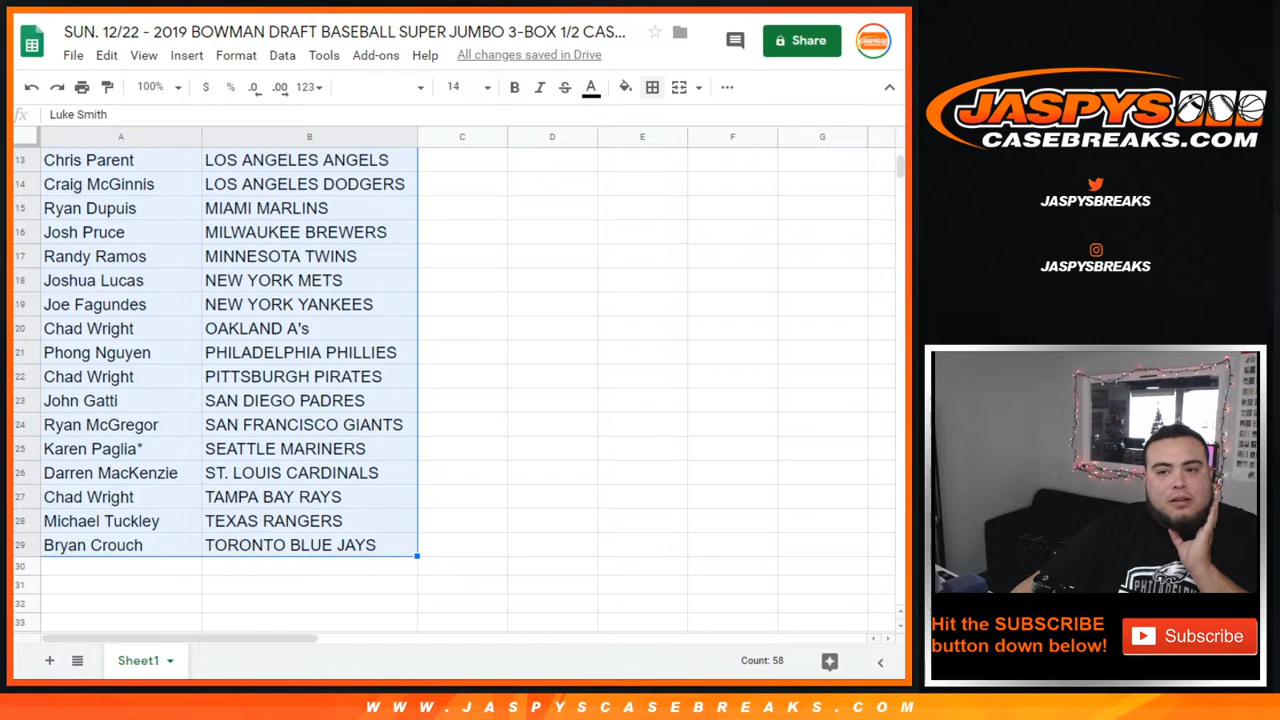 SUN. 12/22 - 2019 BOWMAN DRAFT BASEBALL SUPER JUMBO 3-BOX 1/2 CAS...
File Edit View Insert Format Data Tools Add-ons Help All changes saved in Drive
Share
100% $ % .0 .00 123 14 B I S A
fx Luke Smith
A B C D E F G
13 Chris Parent LOS ANGELES ANGELS
14 Craig McGinnis LOS ANGELES DODGERS
15 Ryan Dupuis MIAMI MARLINS
16 Josh Pruce MILWAUKEE BREWERS
17 Randy Ramos MINNESOTA TWINS
18 Joshua Lucas NEW YORK METS
19 Joe Fagundes NEW YORK YANKEES
20 Chad Wright OAKLAND A's
21 Phong Nguyen PHILADELPHIA PHILLIES
22 Chad Wright PITTSBURGH PIRATES
23 John Gatti SAN DIEGO PADRES
24 Ryan McGregor SAN FRANCISCO GIANTS
25 Karen Paglia* SEATTLE MARINERS
26 Darren MacKenzie ST. LOUIS CARDINALS
27 Chad Wright TAMPA BAY RAYS
28 Michael Tuckley TEXAS RANGERS
29 Bryan Crouch TORONTO BLUE JAYS
30
31
32
33
Sheet1
Count: 58
JASPYS
CASEBREAKS.COM
JASPYSBREAKS
JASPYSBREAKS
Hit the SUBSCRIBE
button down below!
Subscribe
WWW.JASPYSCASEBREAKS.COM